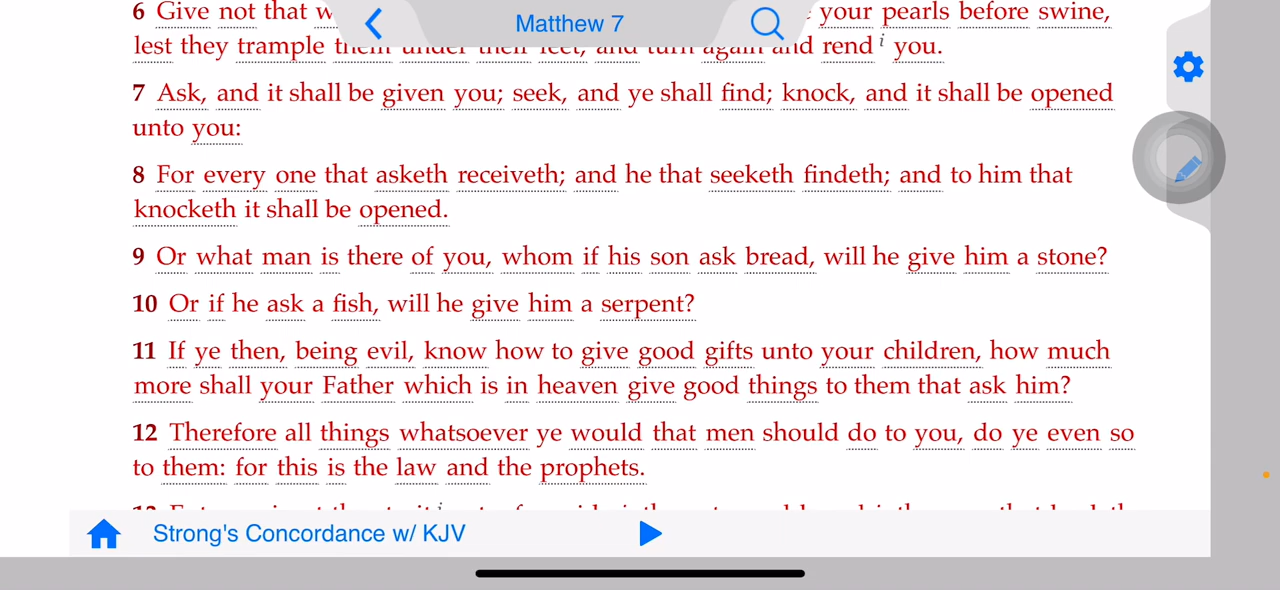 Matthew 7
6 Give not that your pearls before swine,
lest they trample them under their feet, and turn again and rend i you.
7 Ask, and it shall be given you; seek, and ye shall find; knock, and it shall be opened
unto you:
8 For every one that asketh receiveth; and he that seeketh findeth; and to him that
knocketh it shall be opened.
9 Or what man is there of you, whom if his son ask bread, will he give him a stone?
10 Or if he ask a fish, will he give him a serpent?
11 If ye then, being evil, know how to give good gifts unto your children, how much
more shall your Father which is in heaven give good things to them that ask him?
12 Therefore all things whatsoever ye would that men should do to you, do ye even so
to them: for this is the law and the prophets.
Strong's Concordance w/ KJV